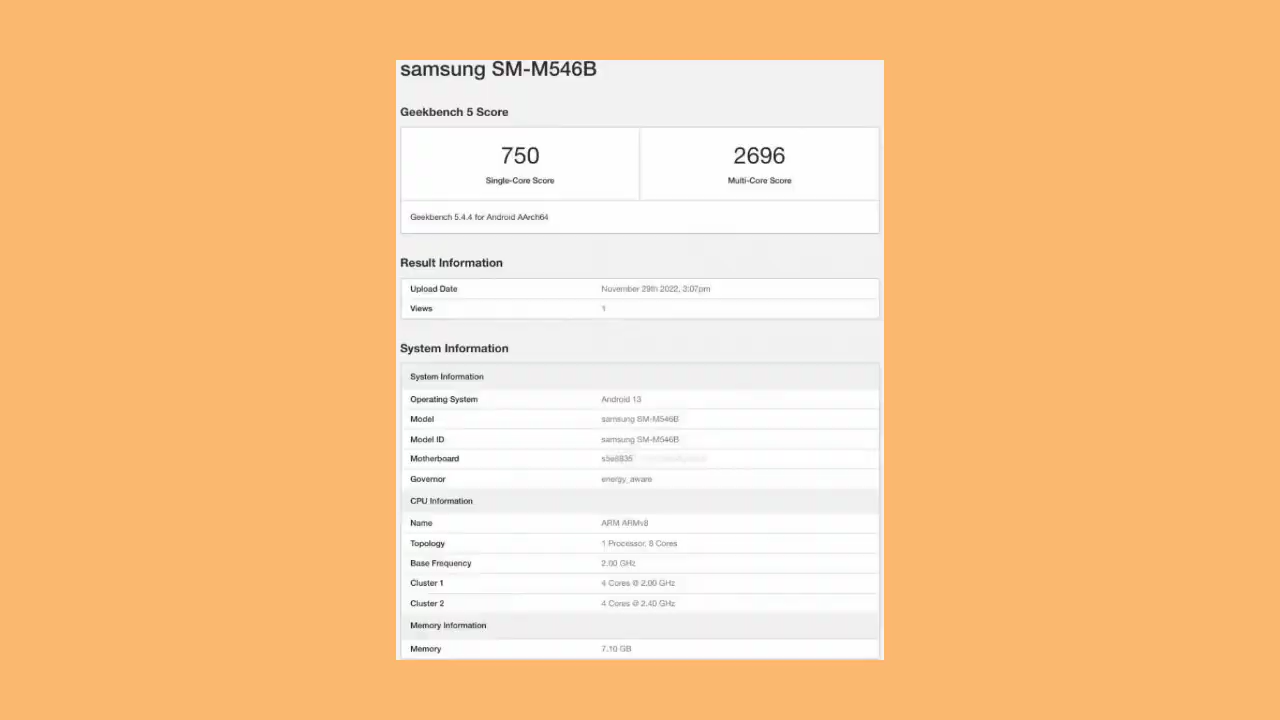 samsung SM-M546B
Geekbench 5 Score
750 2696
Single-Core Score Multi-Core Score
Geekbench 5.4.4 for Android AArch64
Result Information
Upload Date November 29th 2022, 3:07pm
Views 1
System Information
System Information
Operating System Android 13
Model samsung SM-M546B
Model ID samsung SM-M546B
Motherboard s5e8835
Governor energy_aware
CPU Information
Name ARM ARMv8
Topology 1 Processor, 8 Cores
Base Frequency 2.00 GHz
Cluster 1 4 Cores @ 2.00 GHz
Cluster 2 4 Cores @ 2.40 GHz
Memory Information
Memory 7.10 GB